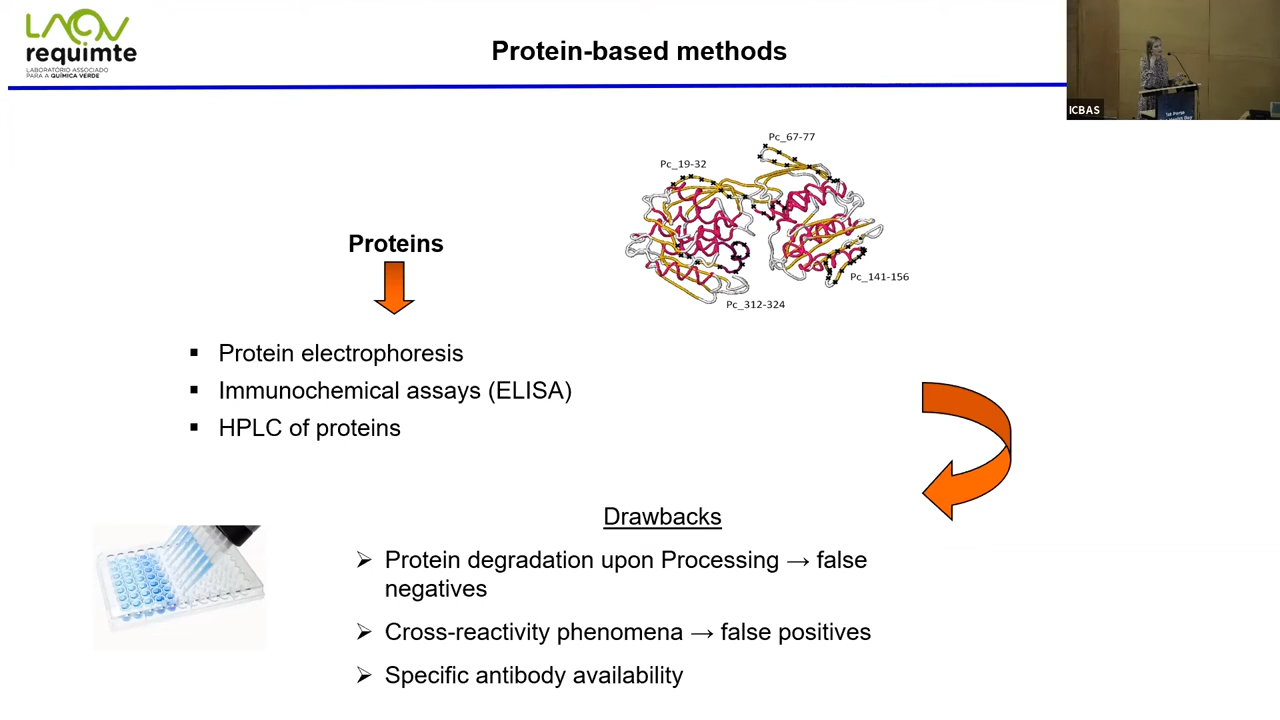 LAQV
requimte
LABORATÓRIO ASSOCIADO
PARA A QUÍMICA VERDE
Protein-based methods
ICBAS
Pc_67-77
Pc_19-32
Pc_141-156
Pc_312-324
Proteins
▪ Protein electrophoresis
▪ Immunochemical assays (ELISA)
▪ HPLC of proteins
Drawbacks
➢ Protein degradation upon Processing → false
negatives
➢ Cross-reactivity phenomena → false positives
➢ Specific antibody availability